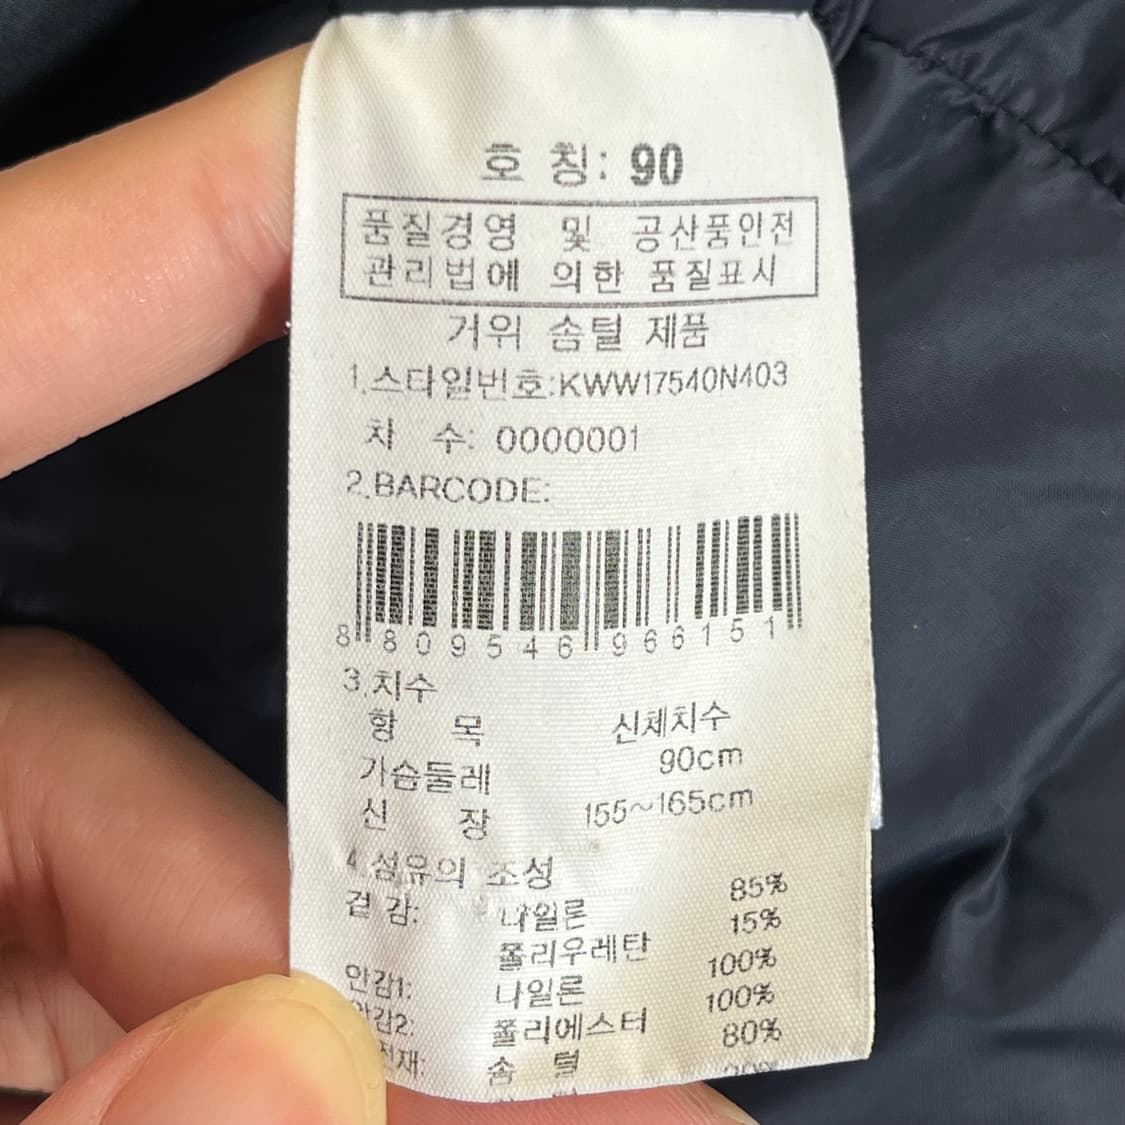 호 칭: 90
품질경영 및 공산품안전
관리법에 의한 품질표시
거위 솜털 제품
1.스타일번호:KWW17540N403
차 수: 0000001
2.BARCODE:
8 809546 966151
3.치수
항 목 신체치수
가슴둘레 90cm
신 장 155~165cm
4.섬유의 조성
겉 감: 나일론 85%
폴리우레탄 15%
안감1: 나일론 100%
안감2: 폴리에스터 100%
솜 털 80%